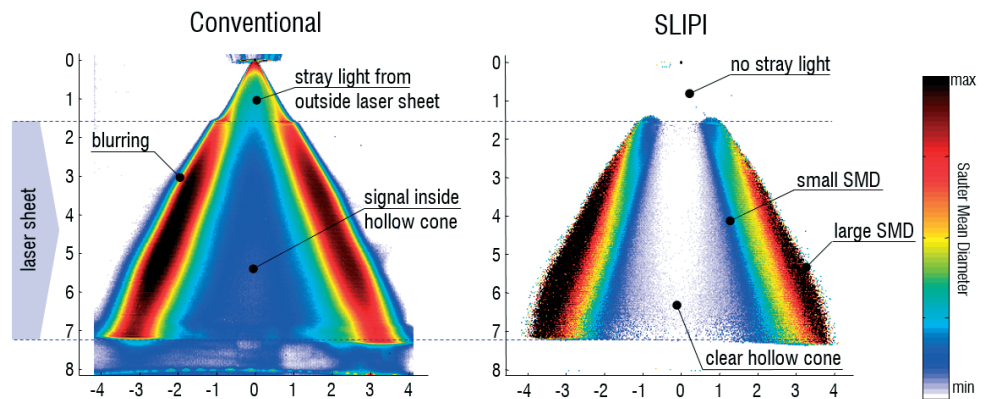 Conventional
SLIPI
0
1
2
3
4
5
6
7
8
-4
-3
-2
-1
0
1
2
3
4
stray light from
outside laser sheet
blurring
signal inside
hollow cone
laser sheet
0
1
2
3
4
5
6
7
8
-4
-3
-2
-1
0
1
2
3
4
no stray light
small SMD
large SMD
clear hollow cone
max
Sauter Mean Diameter
min